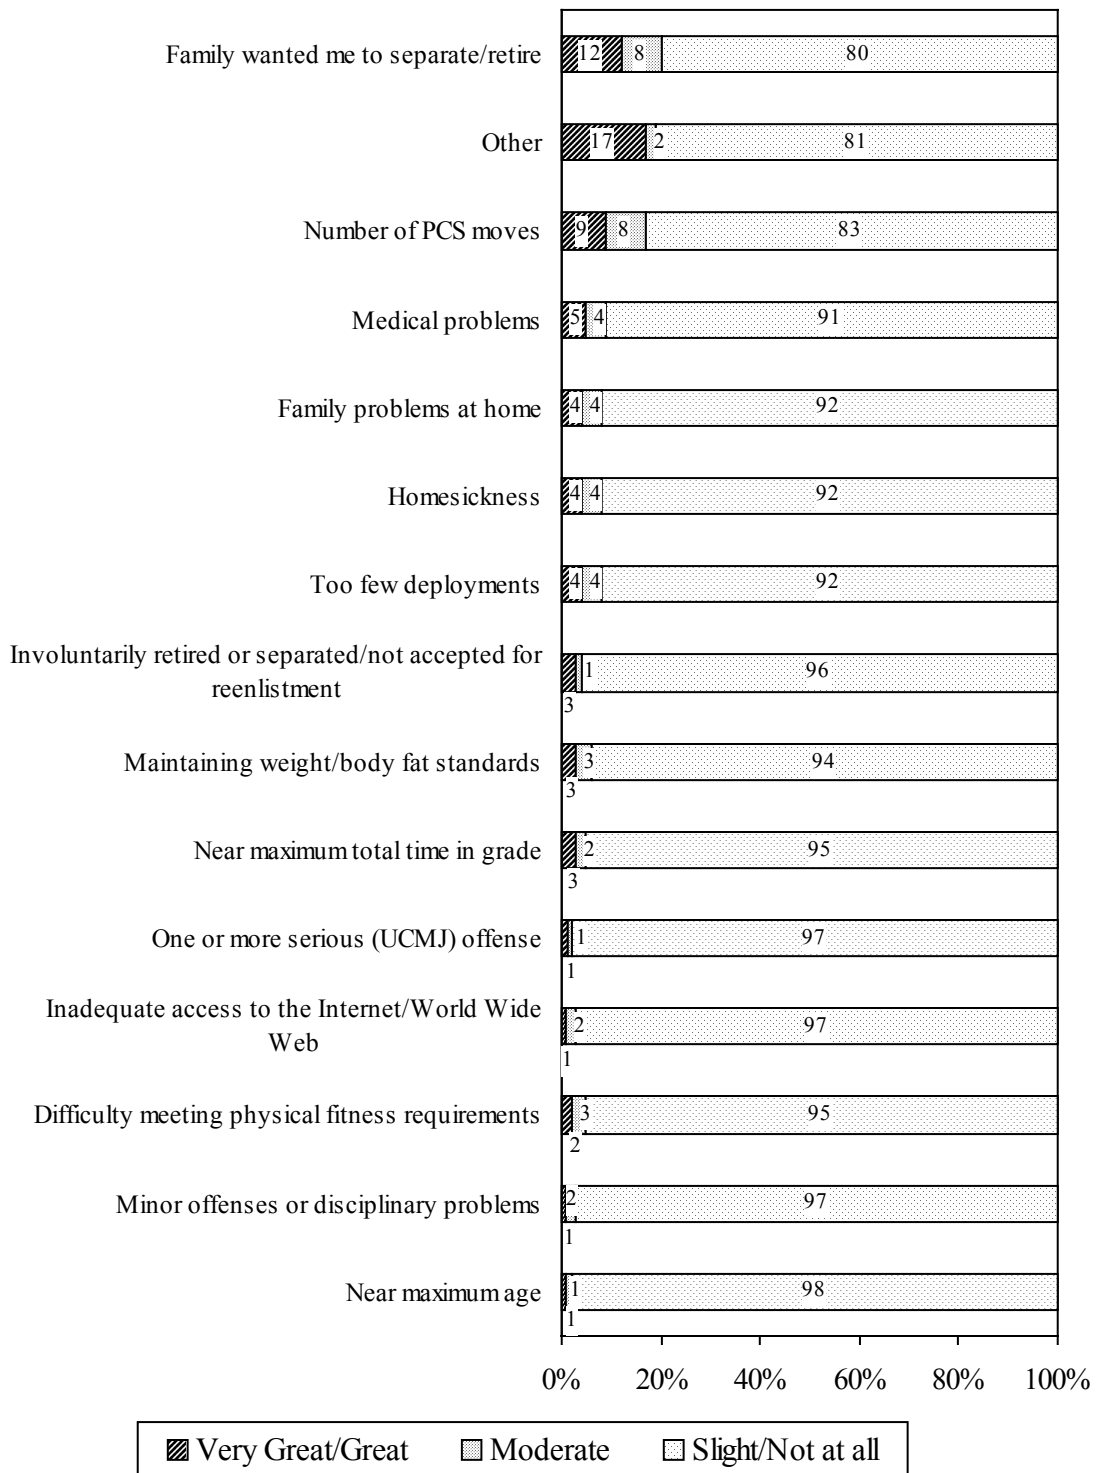 Family wanted me to separate/retire 12 8 80
Other 17 2 81
Number of PCS moves 9 8 83
Medical problems 5 4 91
Family problems at home 4 4 92
Homesickness 4 4 92
Too few deployments 4 4 92
Involuntarily retired or separated/not accepted for
reenlistment
1 96
3
Maintaining weight/body fat standards 3 94
3
Near maximum total time in grade 2 95
3
One or more serious (UCMJ) offense 1 97
1
Inadequate access to the Internet/World Wide
Web
2 97
1
Difficulty meeting physical fitness requirements 3 95
2
Minor offenses or disciplinary problems 2 97
1
Near maximum age 1 98
1
0% 20% 40% 60% 80% 100%
Very Great/Great Moderate Slight/Not at all